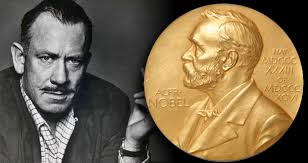 ALFR·
NOBEL
NAT·
MDCCC
XXXIII
OB·
MDCCC
XCVI